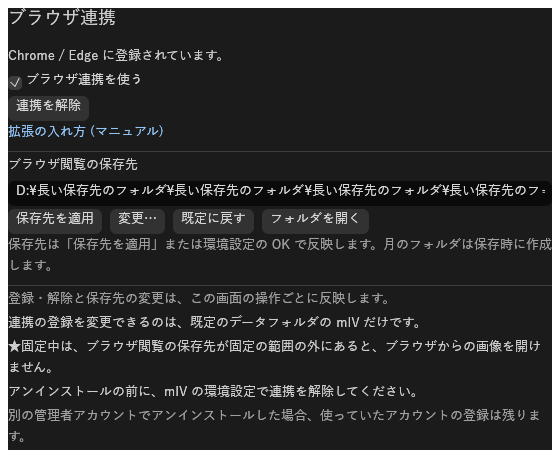 ブラウザ連携
Chrome / Edge に登録されています。
ブラウザ連携を使う
連携を解除
拡張の入れ方 (マニュアル)
ブラウザ閲覧の保存先
D:¥長い保存先のフォルダ¥長い保存先のフォルダ¥長い保存先のフォルダ¥長い保存先のフォ
保存先を適用 変更… 既定に戻す フォルダを開く
保存先は「保存先を適用」または環境設定の OK で反映します。月のフォルダは保存時に作成
します。
登録・解除と保存先の変更は、この画面の操作ごとに反映します。
連携の登録を変更できるのは、既定のデータフォルダの mIV だけです。
★固定中は、ブラウザ閲覧の保存先が固定の範囲の外にあると、ブラウザからの画像を開け
ません。
アンインストールの前に、mIV の環境設定で連携を解除してください。
別の管理者アカウントでアンインストールした場合、使っていたアカウントの登録は残りま
す。